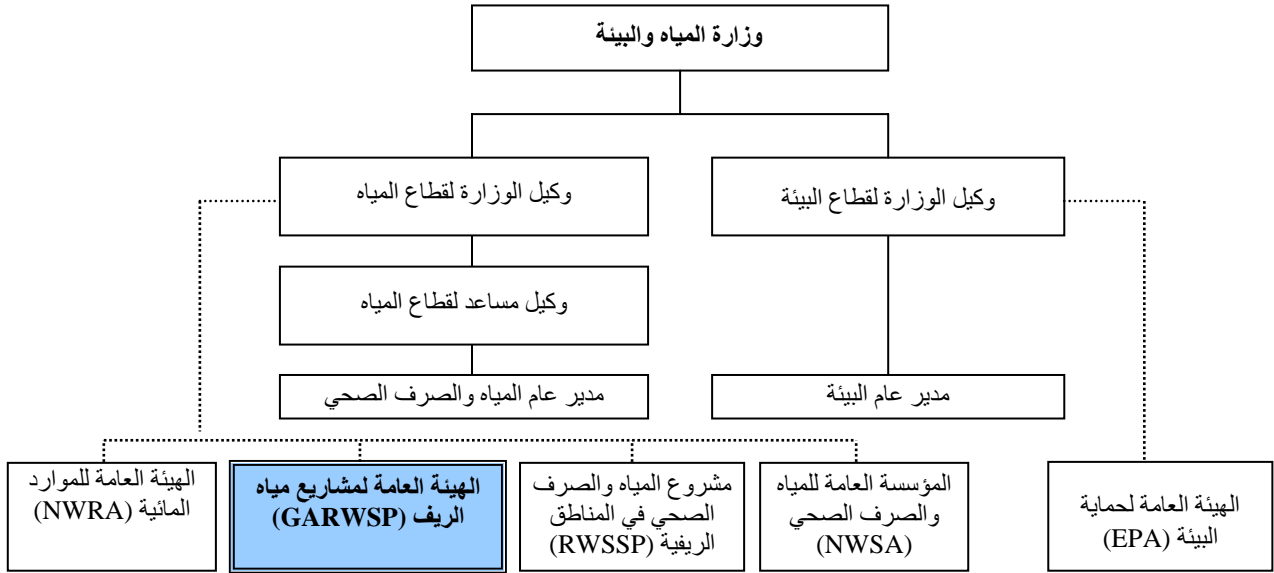 وزارة المياه والبيئة
وكيل الوزارة لقطاع البيئة
وكيل الوزارة لقطاع المياه
وكيل مساعد لقطاع المياه
مدير عام البيئة
مدير عام المياه والصرف الصحي
الهيئة العامة لحماية
البيئة (EPA)
المؤسسة العامة للمياه
والصرف الصحي
(NWSA)
مشروع المياه والصرف
الصحي في المناطق
الريفية (RWSSP)
الهيئة العامة لمشاريع مياه
الريف (GARWSP)
الهيئة العامة للموارد
المائية (NWRA)